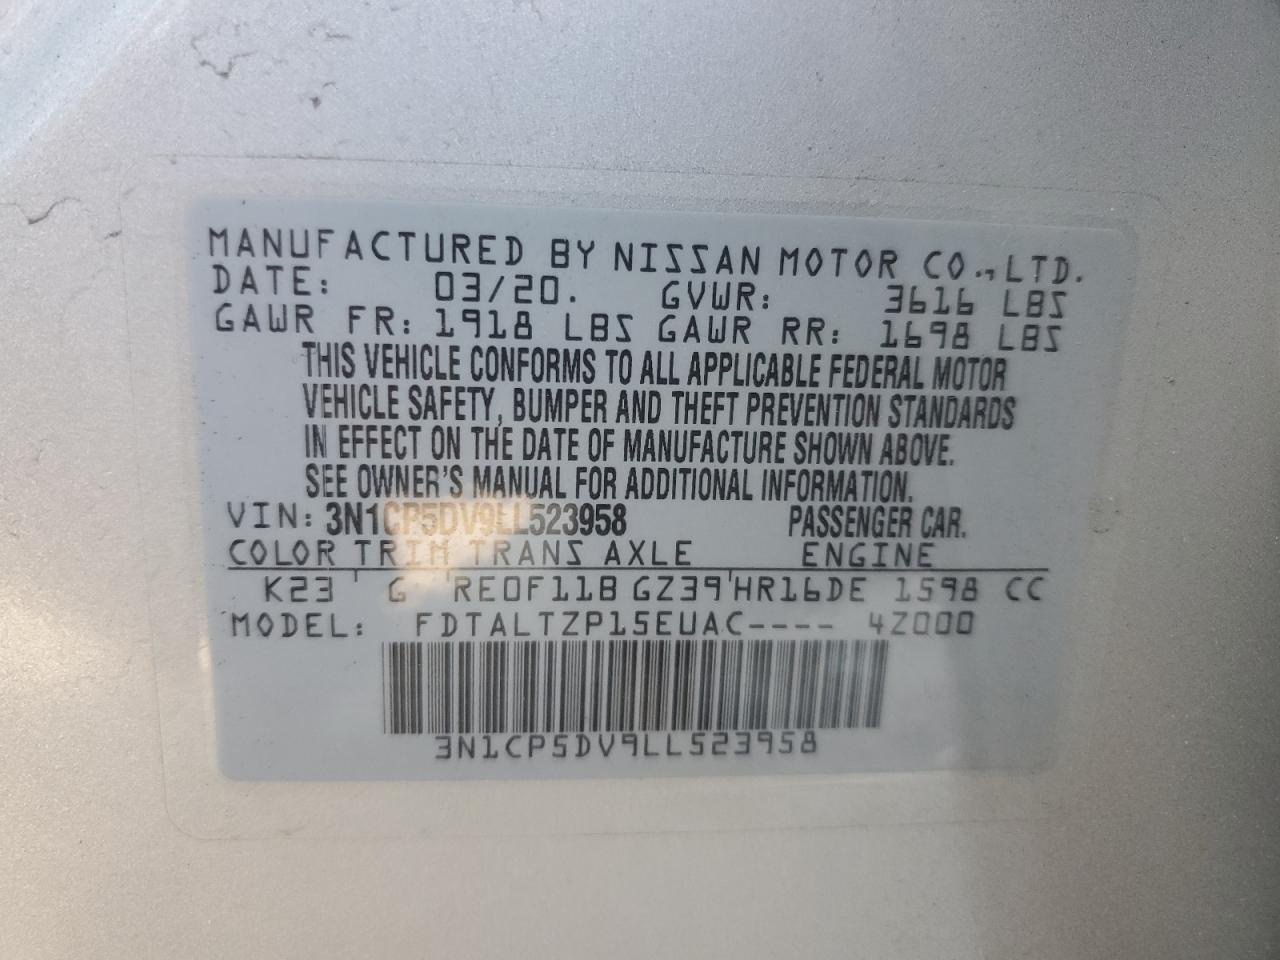 MANUFACTURED BY NISSAN MOTOR CO.,LTD.
DATE: 03/20. GVWR: 3616 LBS
GAWR FR: 1918 LBS GAWR RR: 1698 LBS
THIS VEHICLE CONFORMS TO ALL APPLICABLE FEDERAL MOTOR
VEHICLE SAFETY, BUMPER AND THEFT PREVENTION STANDARDS
IN EFFECT ON THE DATE OF MANUFACTURE SHOWN ABOVE.
SEE OWNER'S MANUAL FOR ADDITIONAL INFORMATION.
VIN: 3N1CP5DV9LL523958 PASSENGER CAR.
COLOR TRIM TRANS AXLE ENGINE
K23 ' G ' RE0F11B GZ39 ' HR16DE 1598 CC
MODEL: FDTALTZP15EUAC---- 4Z000
3N1CP5DV9LL523958